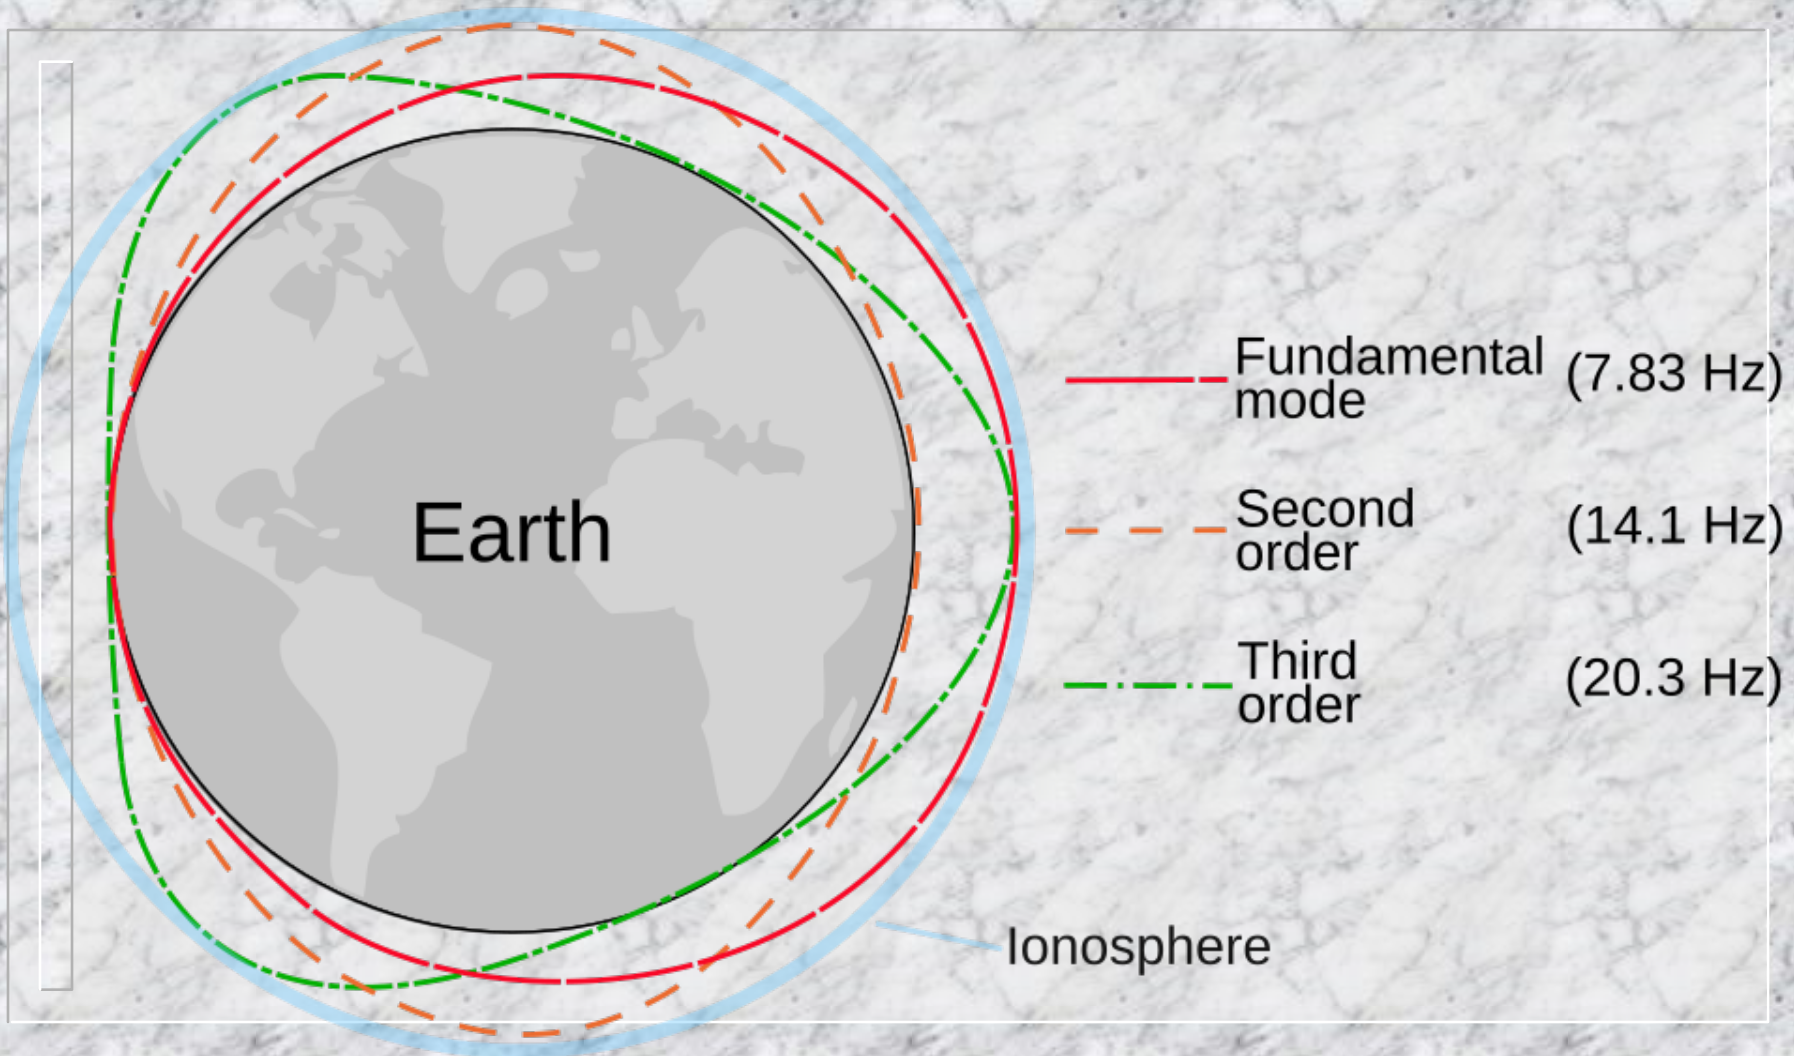 Earth
Fundamental
mode
(7.83 Hz)
Second
order
(14.1 Hz)
Third
order
(20.3 Hz)
Ionosphere